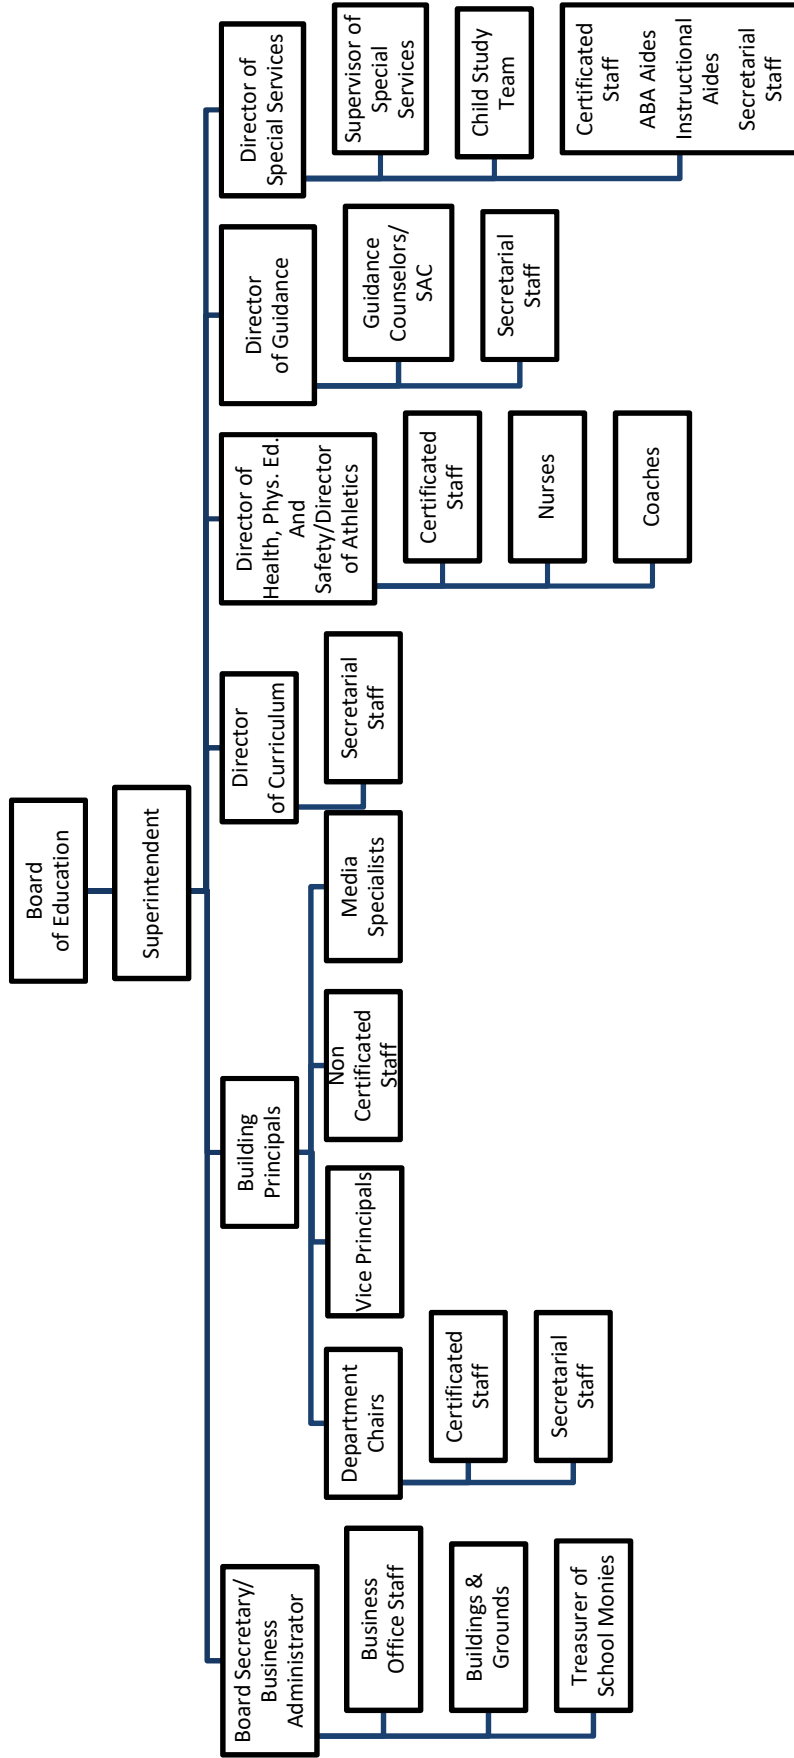 Board
of Education
Superintendent
Board Secretary/
Business
Administrator
Business
Office Staff
Buildings &
Grounds
Treasurer of
School Monies
Building
Principals
Department
Chairs
Certificated
Staff
Secretarial
Staff
Vice Principals
Non
Certificated
Staff
Media
Specialists
Director
of Curriculum
Secretarial
Staff
Director of
Health, Phys. Ed.
And
Safety/Director
of Athletics
Certificated
Staff
Nurses
Coaches
Director
of Guidance
Guidance
Counselors/
SAC
Secretarial
Staff
Director of
Special Services
Supervisor of
Special
Services
Child Study
Team
Certificated
Staff
ABA Aides
Instructional
Aides
Secretarial
Staff